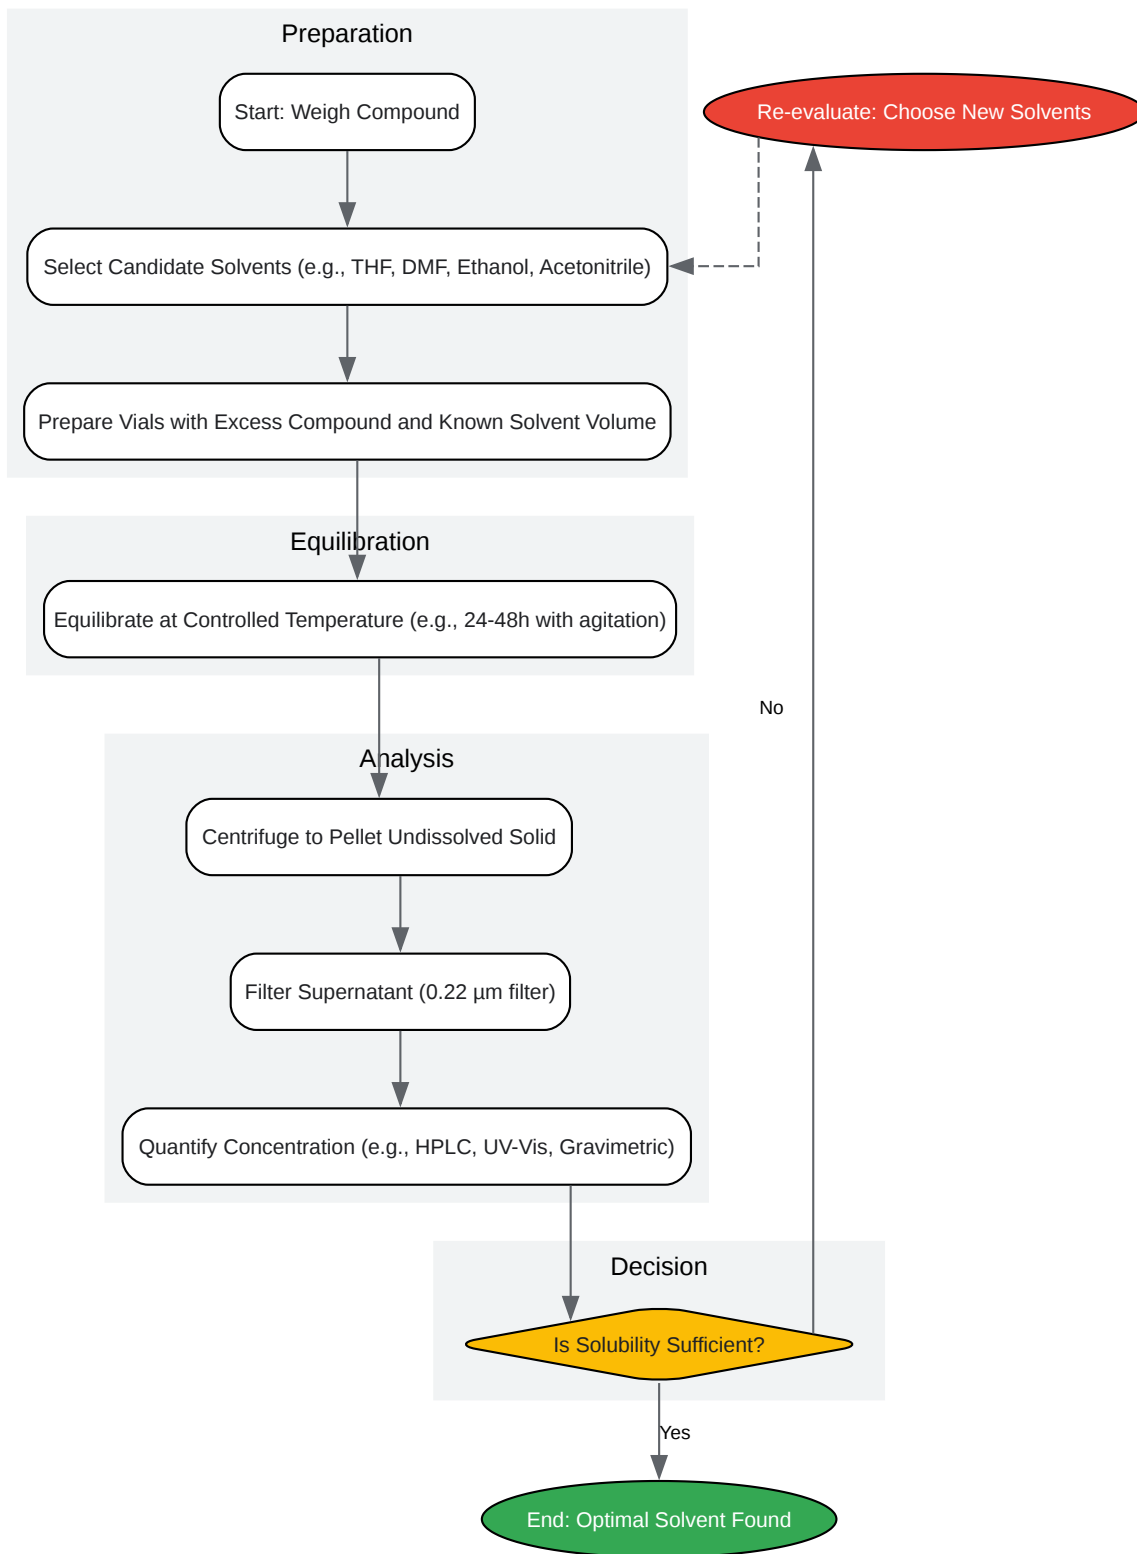 Preparation
Start: Weigh Compound
Re-evaluate: Choose New Solvents
Select Candidate Solvents (e.g., THF, DMF, Ethanol, Acetonitrile)
Prepare Vials with Excess Compound and Known Solvent Volume
Equilibration
Equilibrate at Controlled Temperature (e.g., 24-48h with agitation)
No
Analysis
Centrifuge to Pellet Undissolved Solid
Filter Supernatant (0.22 µm filter)
Quantify Concentration (e.g., HPLC, UV-Vis, Gravimetric)
Decision
Is Solubility Sufficient?
Yes
End: Optimal Solvent Found